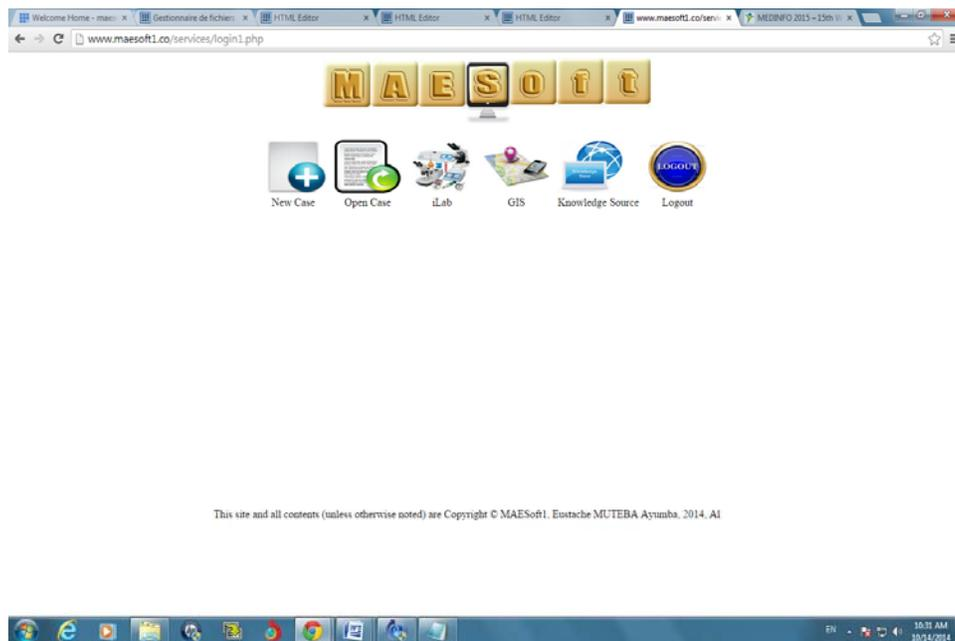 Welcome Home - maes
Gestionnaire de fichiers
HTML Editor
HTML Editor
HTML Editor
www.maesoft1.co/servi
MEDINFO 2015 – 15th W
www.maesoft1.co/services/login1.php
MAESoft
LOGOUT
New Case
Open Case
iLab
GIS
Knowledge Source
Logout
This site and all contents (unless otherwise noted) are Copyright © MAESoft1, Eustache MUTEBA Ayumba, 2014, Al
EN
10:31 AM
10/14/2014